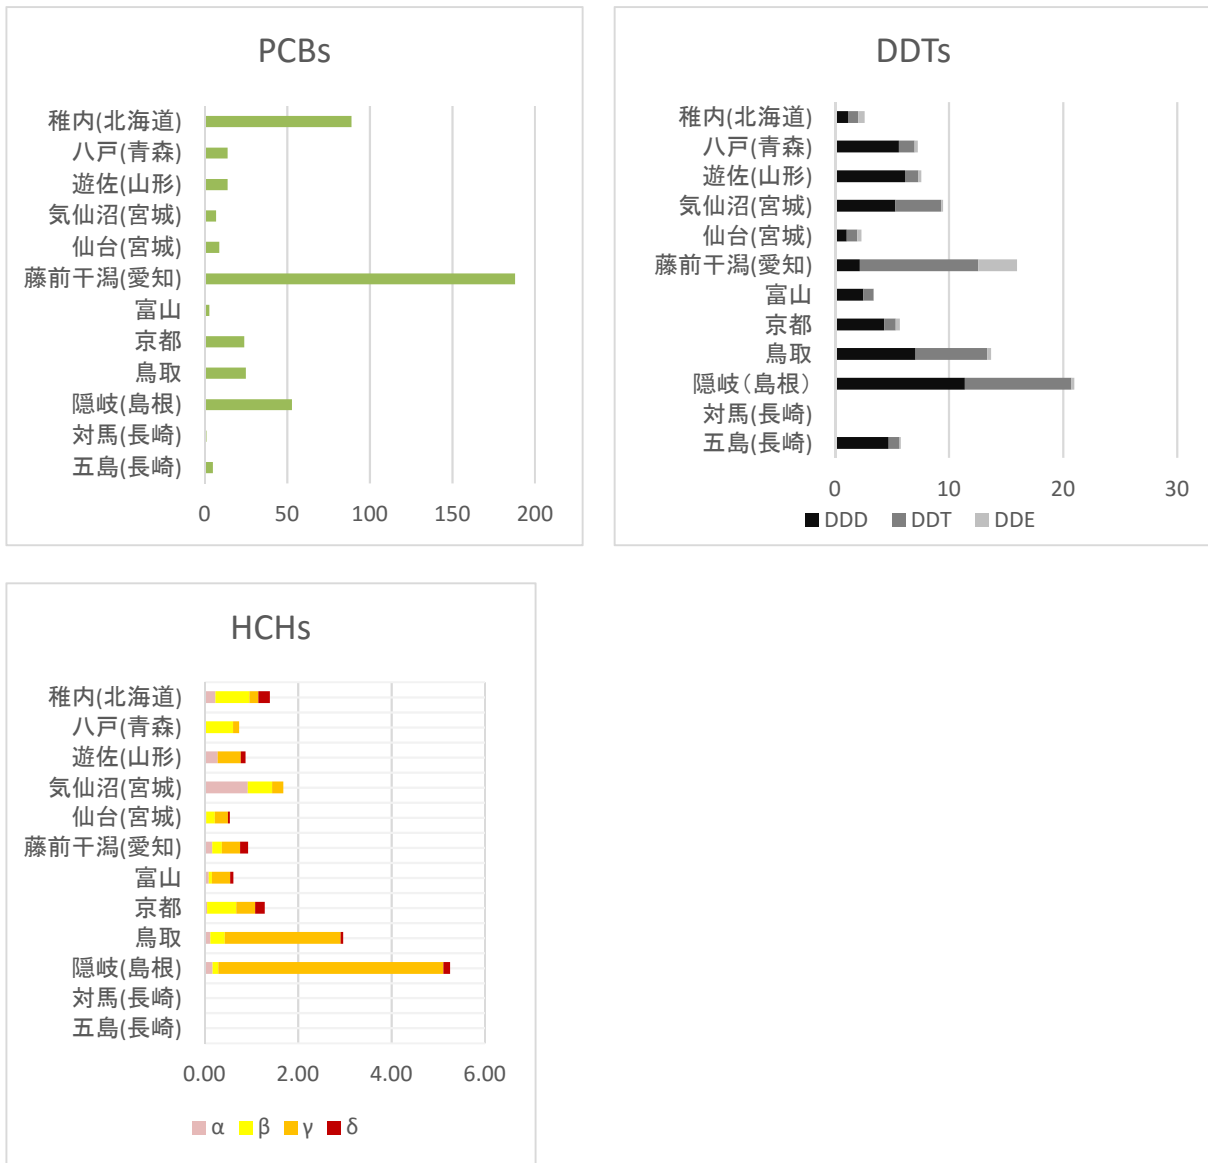 PCBs
稚内(北海道)
八戸(青森)
遊佐(山形)
気仙沼(宮城)
仙台(宮城)
藤前干潟(愛知)
富山
京都
鳥取
隠岐(島根)
対馬(長崎)
五島(長崎)
0 50 100 150 200
DDTs
稚内(北海道)
八戸(青森)
遊佐(山形)
気仙沼(宮城)
仙台(宮城)
藤前干潟(愛知)
富山
京都
鳥取
隠岐（島根）
対馬(長崎)
五島(長崎)
0 10 20 30
DDD DDT DDE
HCHs
稚内(北海道)
八戸(青森)
遊佐(山形)
気仙沼(宮城)
仙台(宮城)
藤前干潟(愛知)
富山
京都
鳥取
隠岐(島根)
対馬(長崎)
五島(長崎)
0.00 2.00 4.00 6.00
α β γ δ